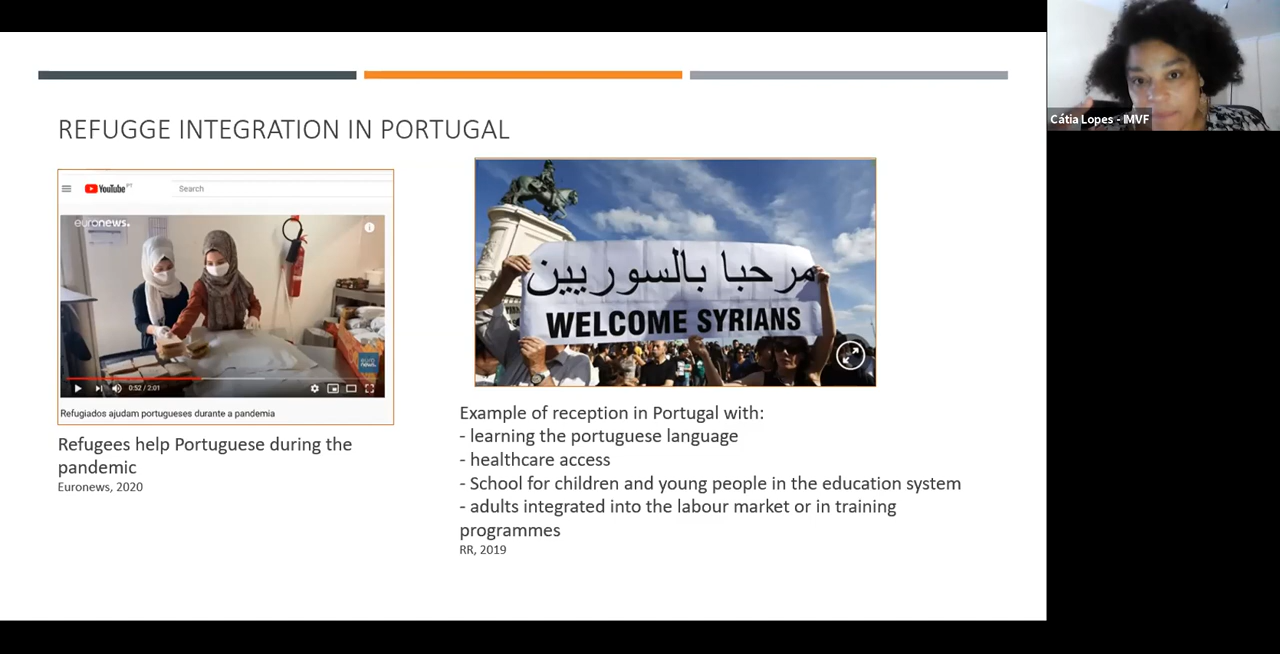 REFUGGE INTEGRATION IN PORTUGAL
YouTube PT
Search
euronews.
0:52 / 2:01
Refugiados ajudam portugueses durante a pandemia
Refugees help Portuguese during the
pandemic
Euronews, 2020
مرحبا بالسوريين
WELCOME SYRIANS
Example of reception in Portugal with:
- learning the portuguese language
- healthcare access
- School for children and young people in the education system
- adults integrated into the labour market or in training
programmes
RR, 2019
Cátia Lopes - IMVF